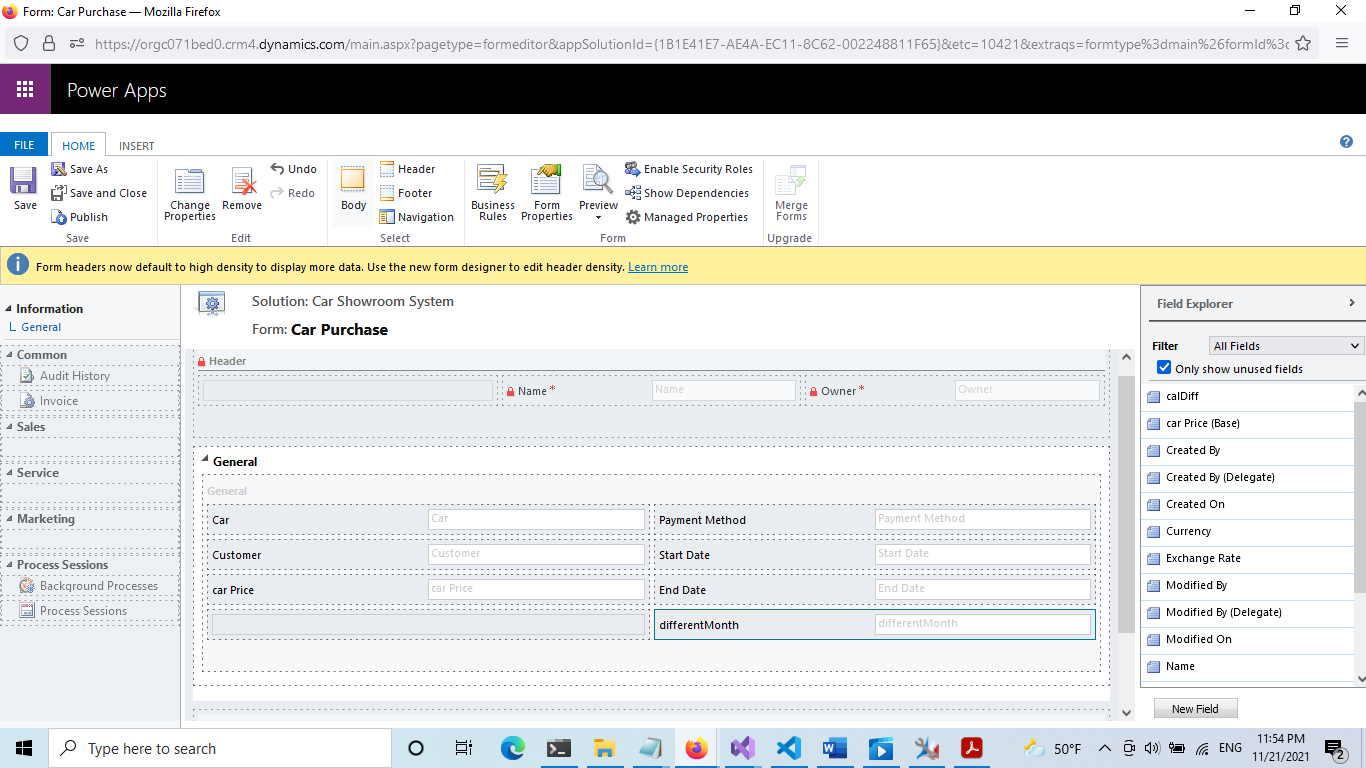 Form: Car Purchase — Mozilla Firefox
https://orgc071bed0.crm4.dynamics.com/main.aspx?pagetype=formeditor&appSolutionId={1B1E41E7-AE4A-EC11-8C62-002248811F65}&etc=10421&extraqs=formtype%3dmain%26formId%3c
Power Apps
FILE HOME INSERT
Save
Save As
Save and Close
Publish
Save
Change Properties
Remove
Undo
Redo
Edit
Body
Header
Footer
Navigation
Select
Business Rules
Form Properties
Preview
Enable Security Roles
Show Dependencies
Managed Properties
Form
Merge Forms
Upgrade
Form headers now default to high density to display more data. Use the new form designer to edit header density. Learn more
Information
General
Common
Audit History
Invoice
Sales
Service
Marketing
Process Sessions
Background Processes
Process Sessions
Solution: Car Showroom System
Form: Car Purchase
Header
Name* Name Owner* Owner
General
General
Car Car Payment Method Payment Method
Customer Customer Start Date Start Date
car Price car Price End Date End Date
differentMonth differentMonth
Field Explorer
Filter All Fields
Only show unused fields
calDiff
car Price (Base)
Created By
Created By (Delegate)
Created On
Currency
Exchange Rate
Modified By
Modified By (Delegate)
Modified On
Name
New Field
Type here to search
50°F
ENG
11:54 PM
11/21/2021
2